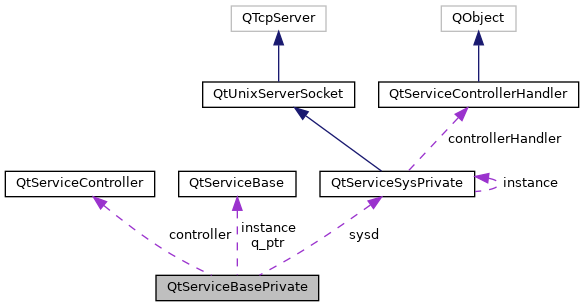 QTcpServer
QObject
QtUnixServerSocket
QtServiceControllerHandler
controllerHandler
QtServiceController
QtServiceBase
QtServiceSysPrivate
instance
controller
instance
q_ptr
sysd
QtServiceBasePrivate